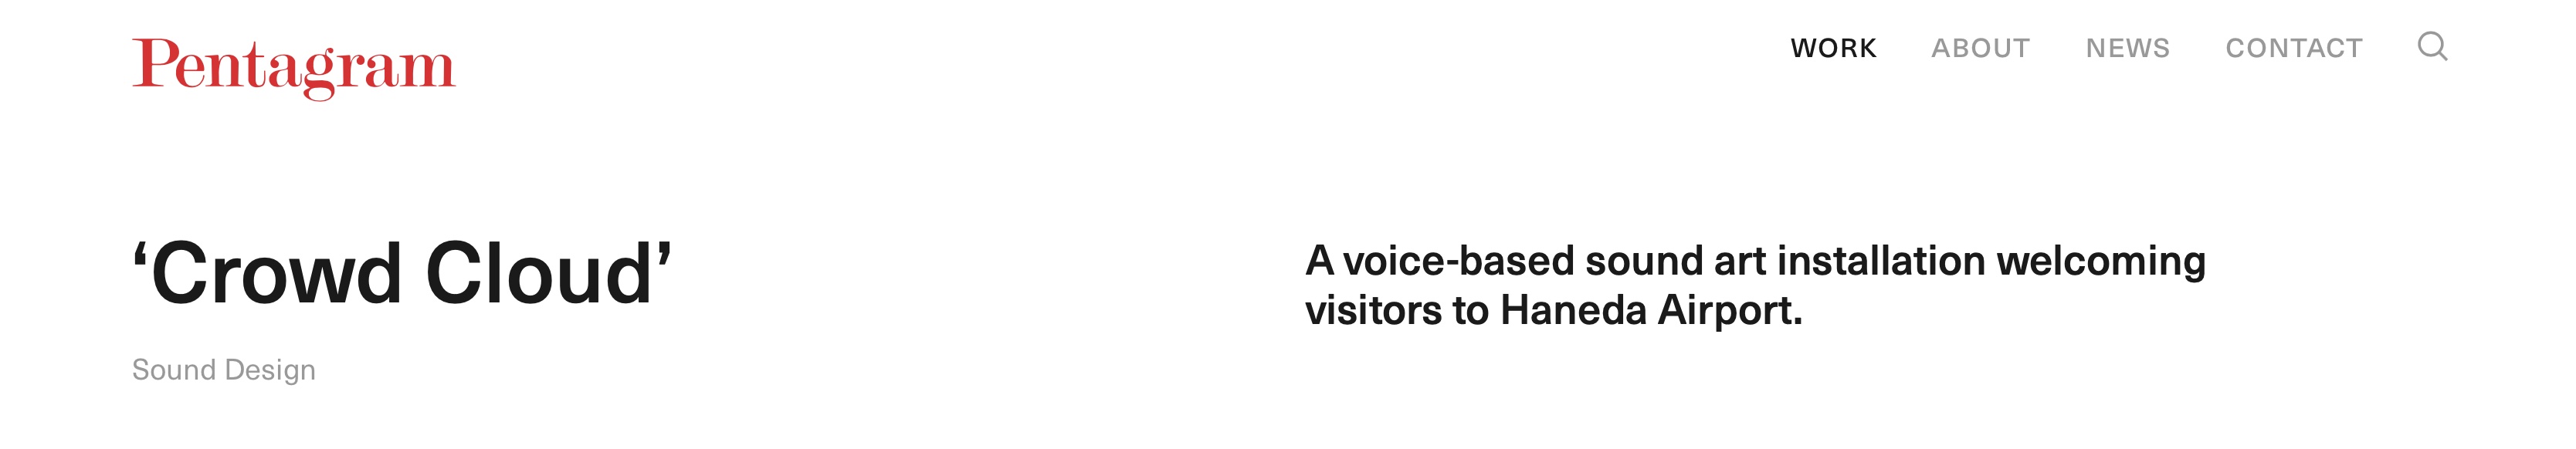 Pentagram
WORK ABOUT NEWS CONTACT
‘Crowd Cloud’
Sound Design
A voice-based sound art installation welcoming
visitors to Haneda Airport.